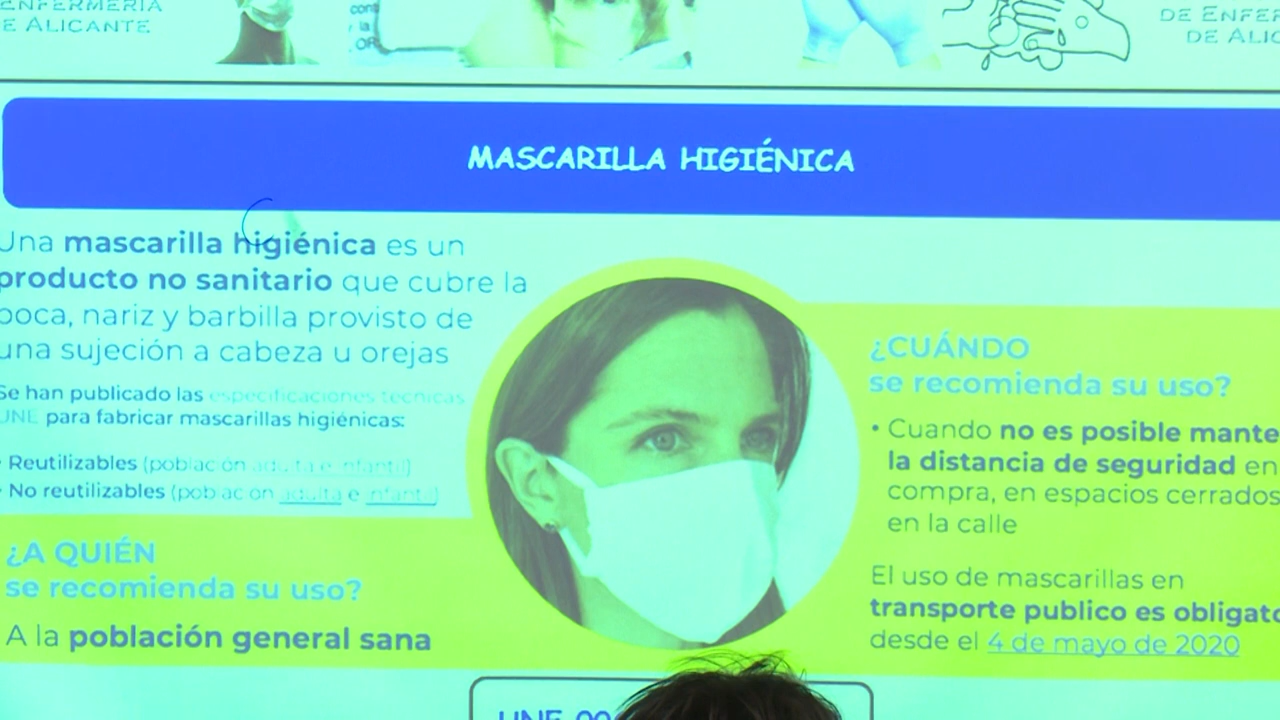 ENFERMERÍA
E ALICANTE
DE ENFER
DE ALIC
MASCARILLA HIGIÉNICA
Una mascarilla higiénica es un
producto no sanitario que cubre la
boca, nariz y barbilla provisto de
una sujeción a cabeza u orejas
Se han publicado las especificaciones técnicas
UNE para fabricar mascarillas higiénicas:
• Reutilizables (población adulta e infantil)
• No reutilizables (población adulta e infantil)
¿A QUIÉN
se recomienda su uso?
A la población general sana
¿CUÁNDO
se recomienda su uso?
• Cuando no es posible mante
la distancia de seguridad en
compra, en espacios cerrados
en la calle
El uso de mascarillas en
transporte publico es obligato
desde el 4 de mayo de 2020
UNE